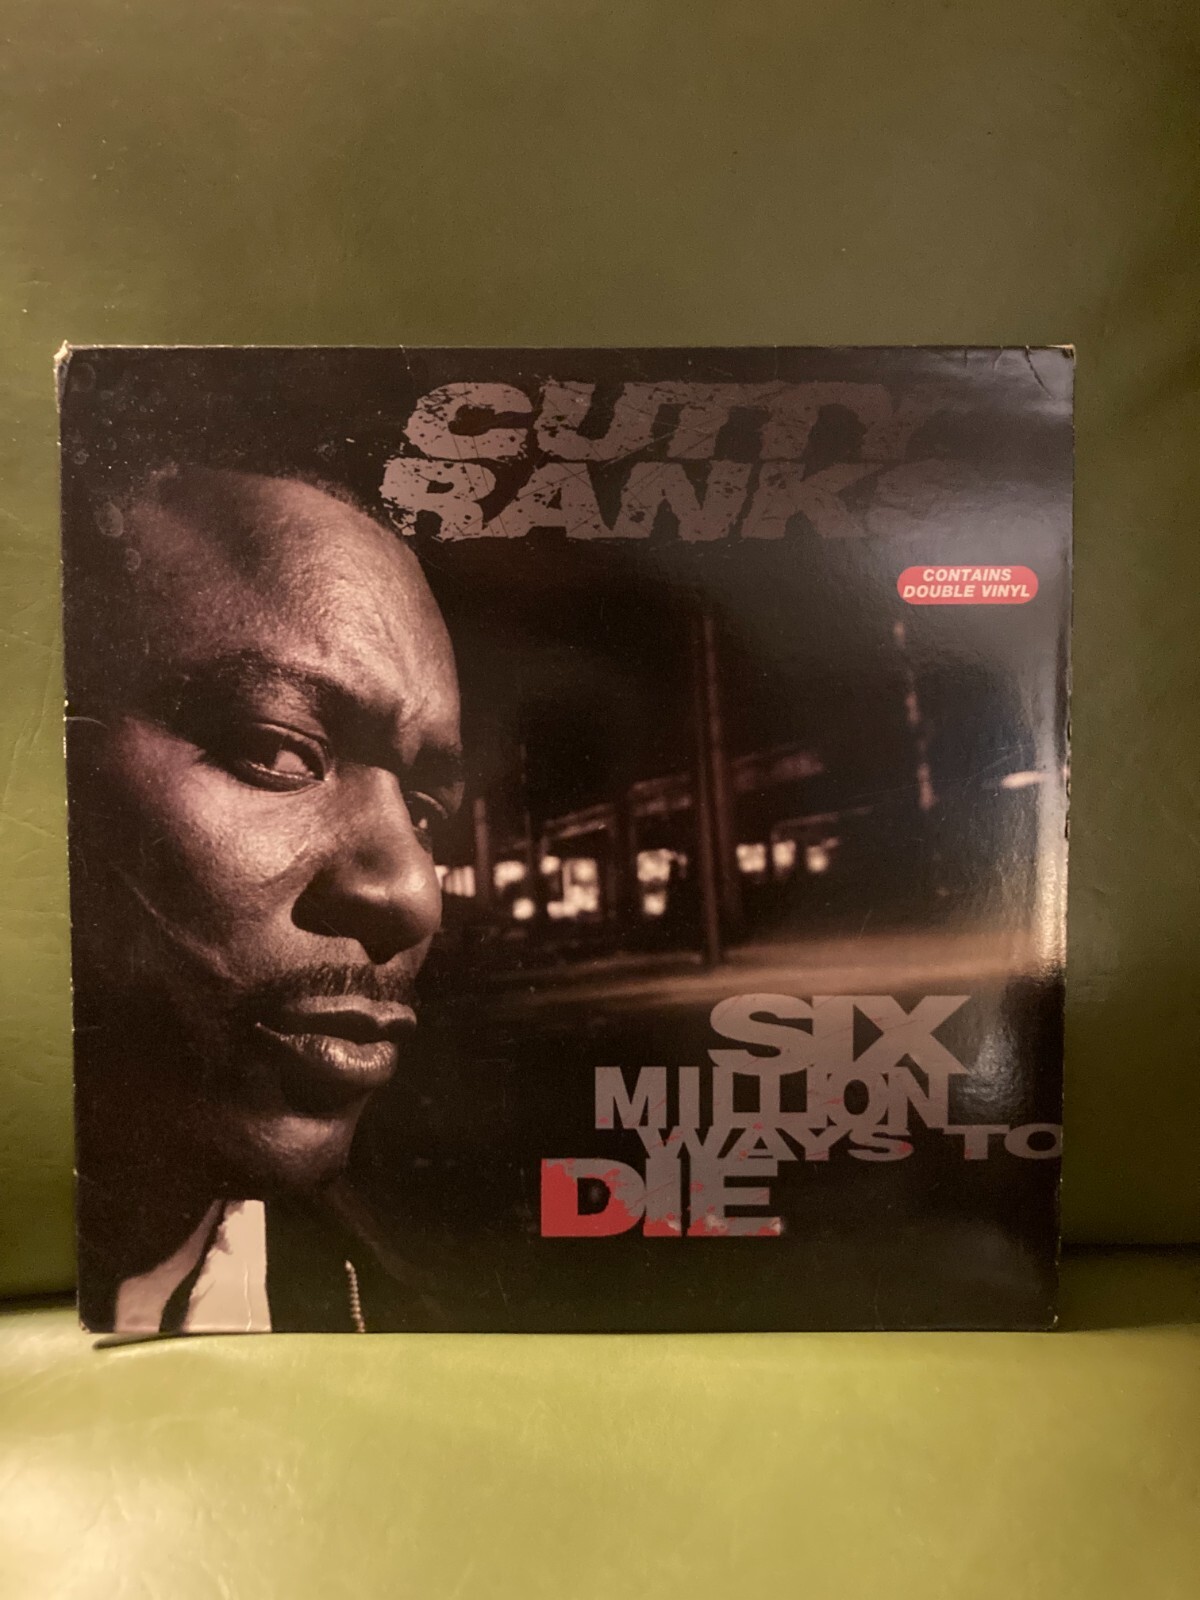 CUTTY
RANKS
CONTAINS
DOUBLE VINYL
SIX
MILLION
WAYS TO
DIE